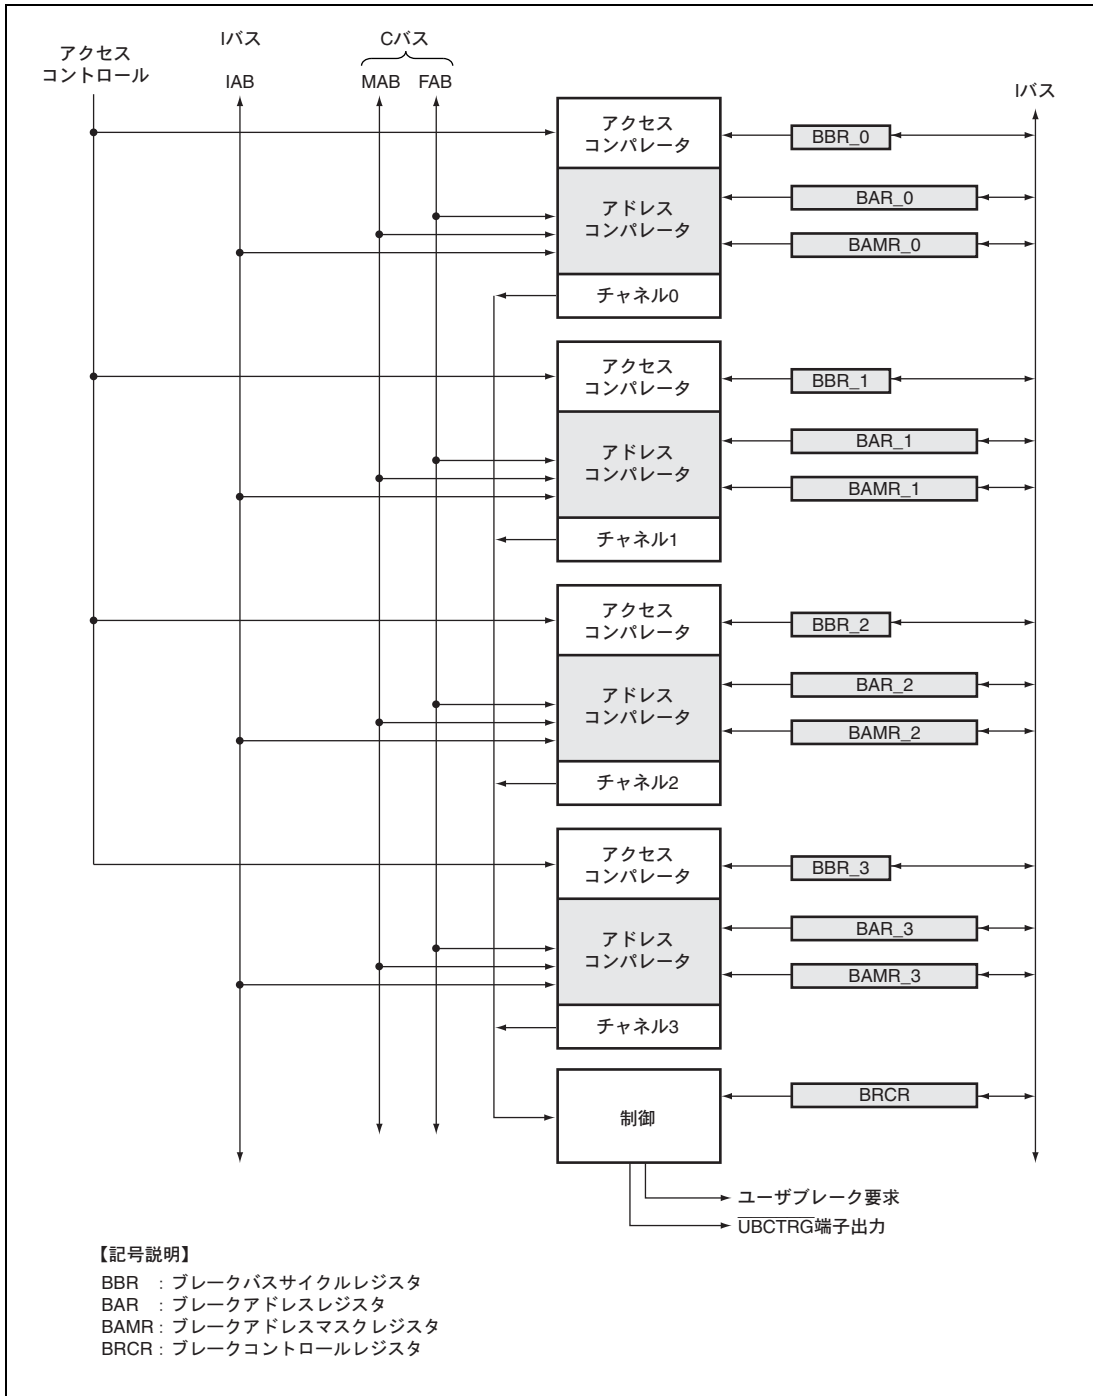 アクセス
コントロール
Iバス
IAB
Cバス
MAB FAB
Iバス
アクセス
コンパレータ
BBR_0
アドレス
コンパレータ
BAR_0
BAMR_0
チャネル0
アクセス
コンパレータ
BBR_1
アドレス
コンパレータ
BAR_1
BAMR_1
チャネル1
アクセス
コンパレータ
BBR_2
アドレス
コンパレータ
BAR_2
BAMR_2
チャネル2
アクセス
コンパレータ
BBR_3
アドレス
コンパレータ
BAR_3
BAMR_3
チャネル3
制御
BRCR
ユーザブレーク要求
UBCTRG端子出力
【記号説明】
BBR : ブレークバスサイクルレジスタ
BAR : ブレークアドレスレジスタ
BAMR : ブレークアドレスマスクレジスタ
BRCR : ブレークコントロールレジスタ